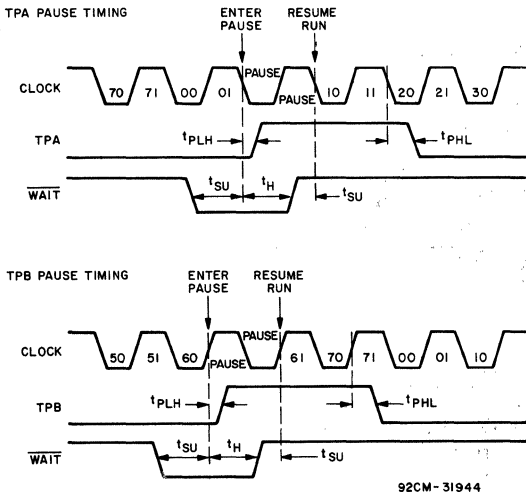 TPA PAUSE TIMING
ENTER PAUSE
RESUME RUN
CLOCK
70 71 00 01 PAUSE PAUSE 10 11 20 21 30
TPA
tPLH
tPHL
WAIT
tSU tH tSU
TPB PAUSE TIMING
ENTER PAUSE
RESUME RUN
CLOCK
50 51 60 PAUSE PAUSE 61 70 71 00 01 10
TPB
tPLH
tPHL
WAIT
tSU tH tSU
92CM-31944